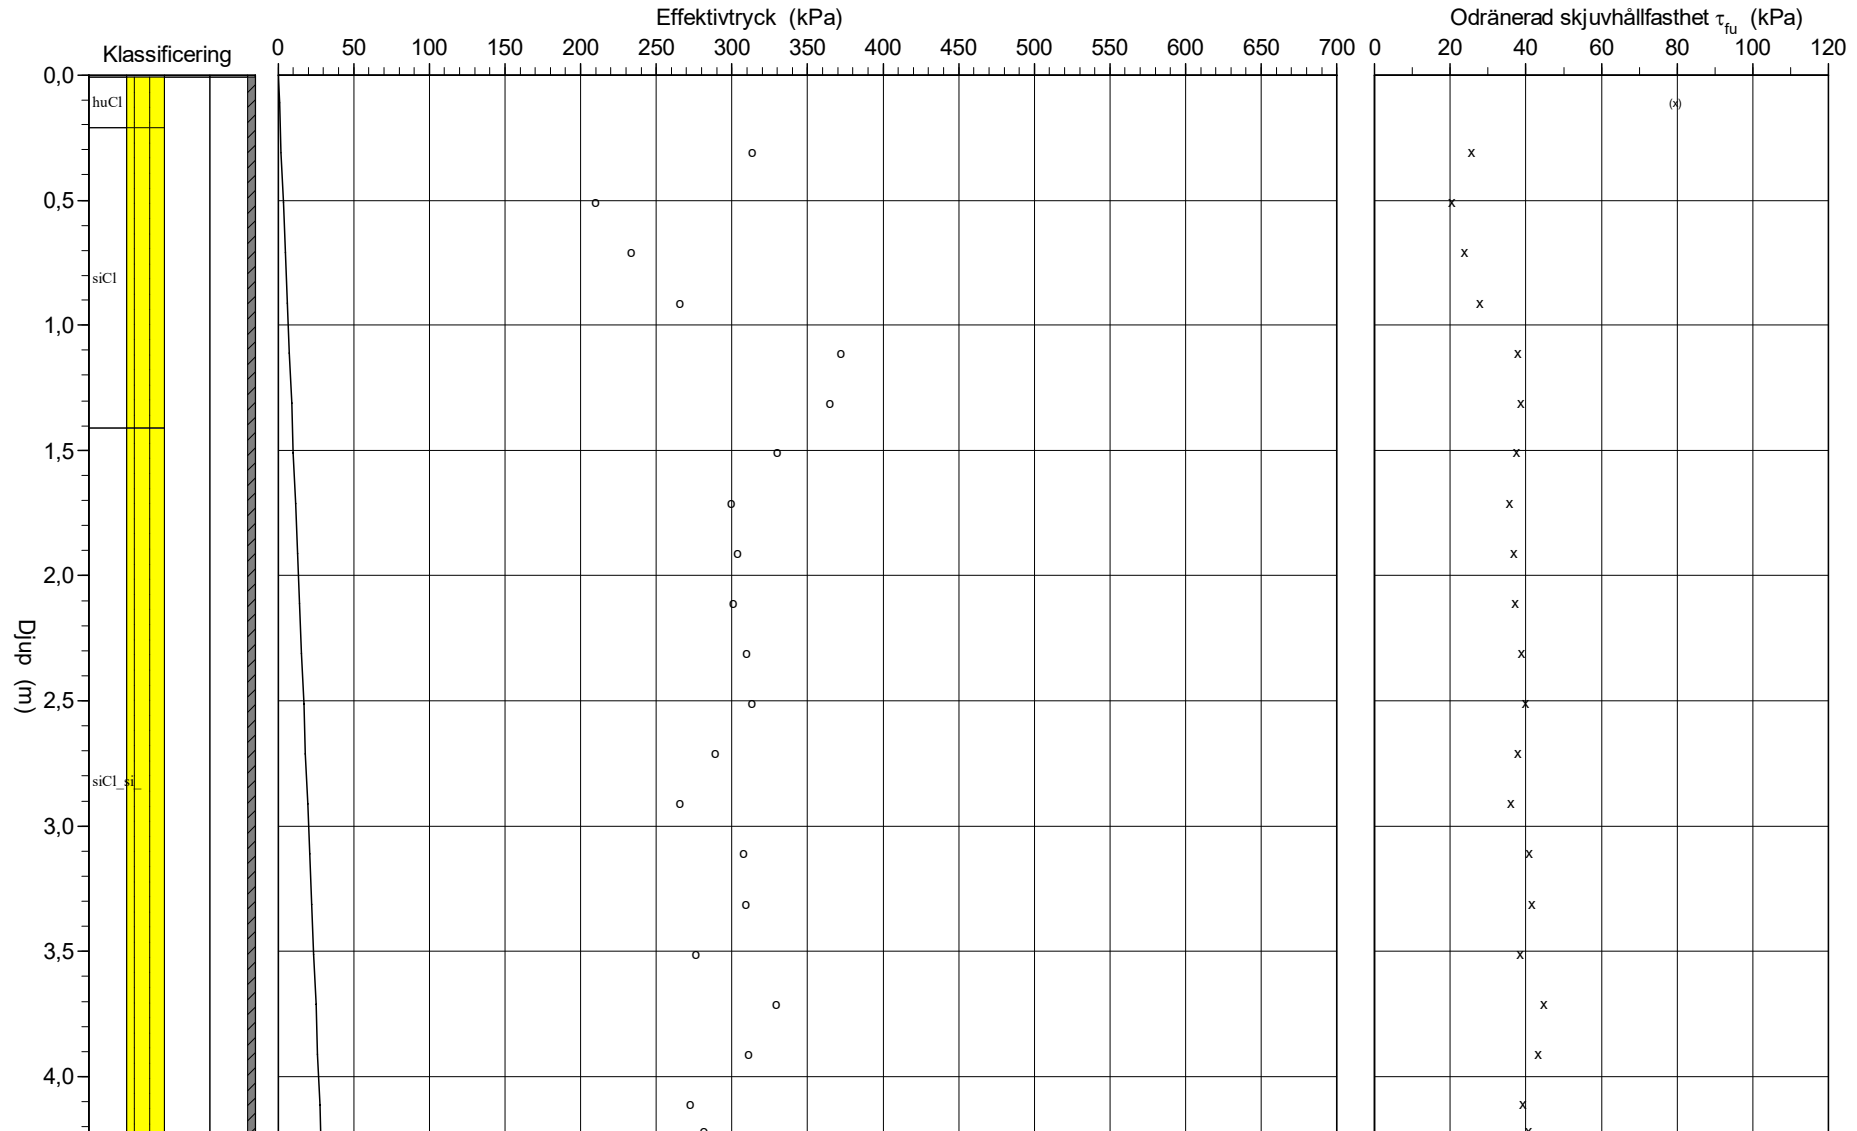 Effektivtryck (kPa)
Odränerad skjuvhållfasthet τfu (kPa)
Klassificering
0 50 100 150 200 250 300 350 400 450 500 550 600 650 700
0 20 40 60 80 100 120
0,0
huCl
(x)
0,5
siCl
1,0
1,5
2,0
Djup (m)
2,5
siCl_si_
3,0
3,5
4,0